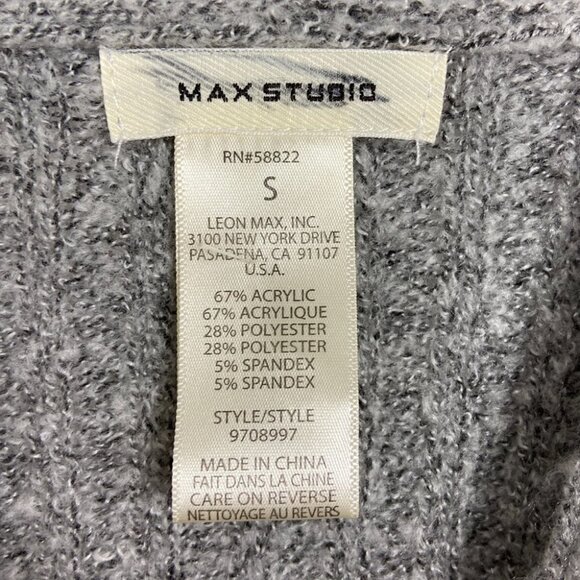 MAX STUDIO
RN#58822
S
LEON MAX, INC.
3100 NEW YORK DRIVE
PASADENA, CA 91107
U.S.A.
67% ACRYLIC
67% ACRYLIQUE
28% POLYESTER
28% POLYESTER
5% SPANDEX
5% SPANDEX
STYLE/STYLE
9708997
MADE IN CHINA
FAIT DANS LA CHINE
CARE ON REVERSE
NETTOYAGE AU REVERS